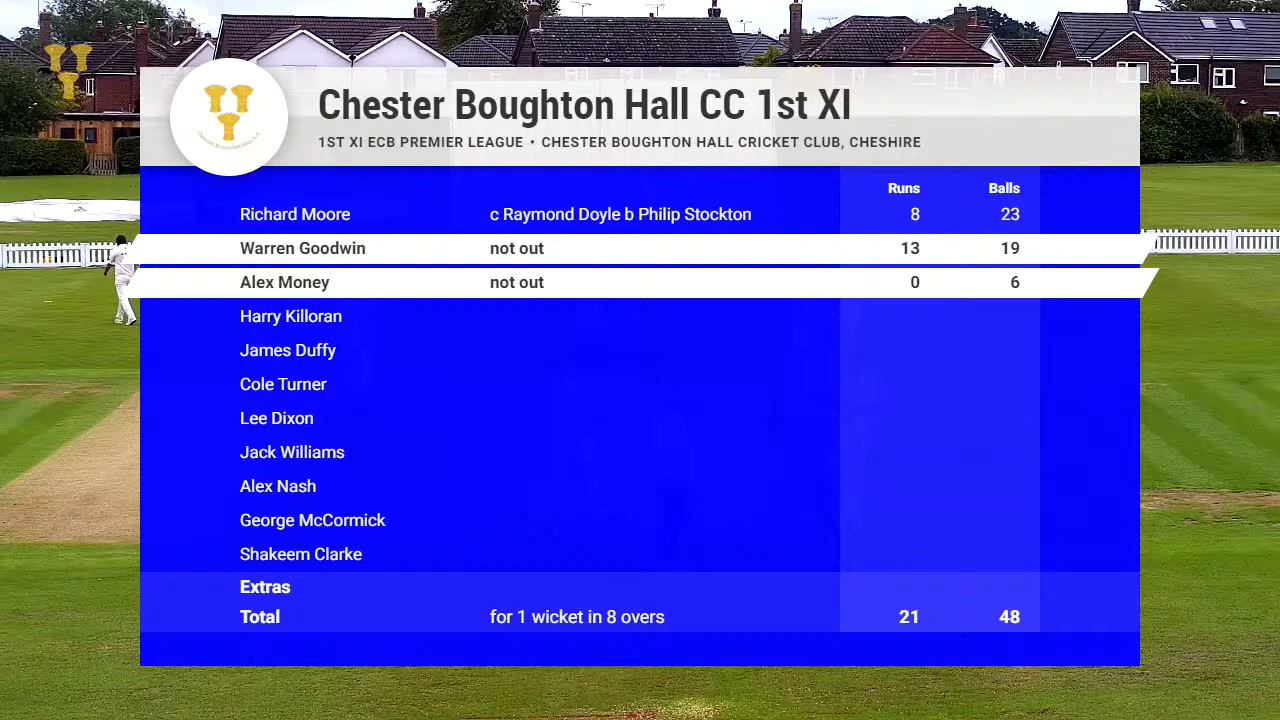 Chester Boughton Hall CC 1st XI
1ST XI ECB PREMIER LEAGUE • CHESTER BOUGHTON HALL CRICKET CLUB, CHESHIRE
Runs Balls
Richard Moore c Raymond Doyle b Philip Stockton 8 23
Warren Goodwin not out 13 19
Alex Money not out 0 6
Harry Killoran
James Duffy
Cole Turner
Lee Dixon
Jack Williams
Alex Nash
George McCormick
Shakeem Clarke
Extras
Total for 1 wicket in 8 overs 21 48